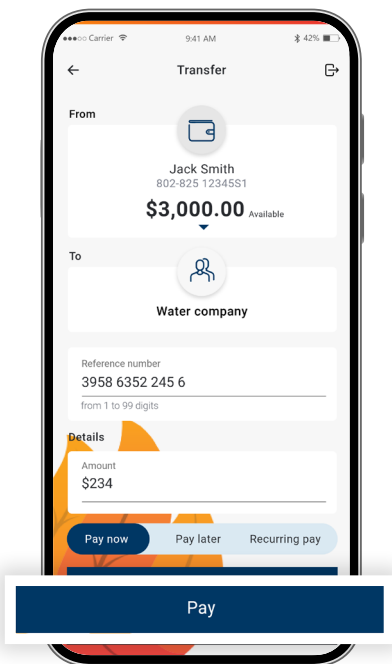 Carrier 9:41 AM 42%
Transfer
From
Jack Smith
802-825 12345S1
$3,000.00 Available
To
Water company
Reference number
3958 6352 245 6
from 1 to 99 digits
Details
Amount
$234
Pay now Pay later Recurring pay
Pay